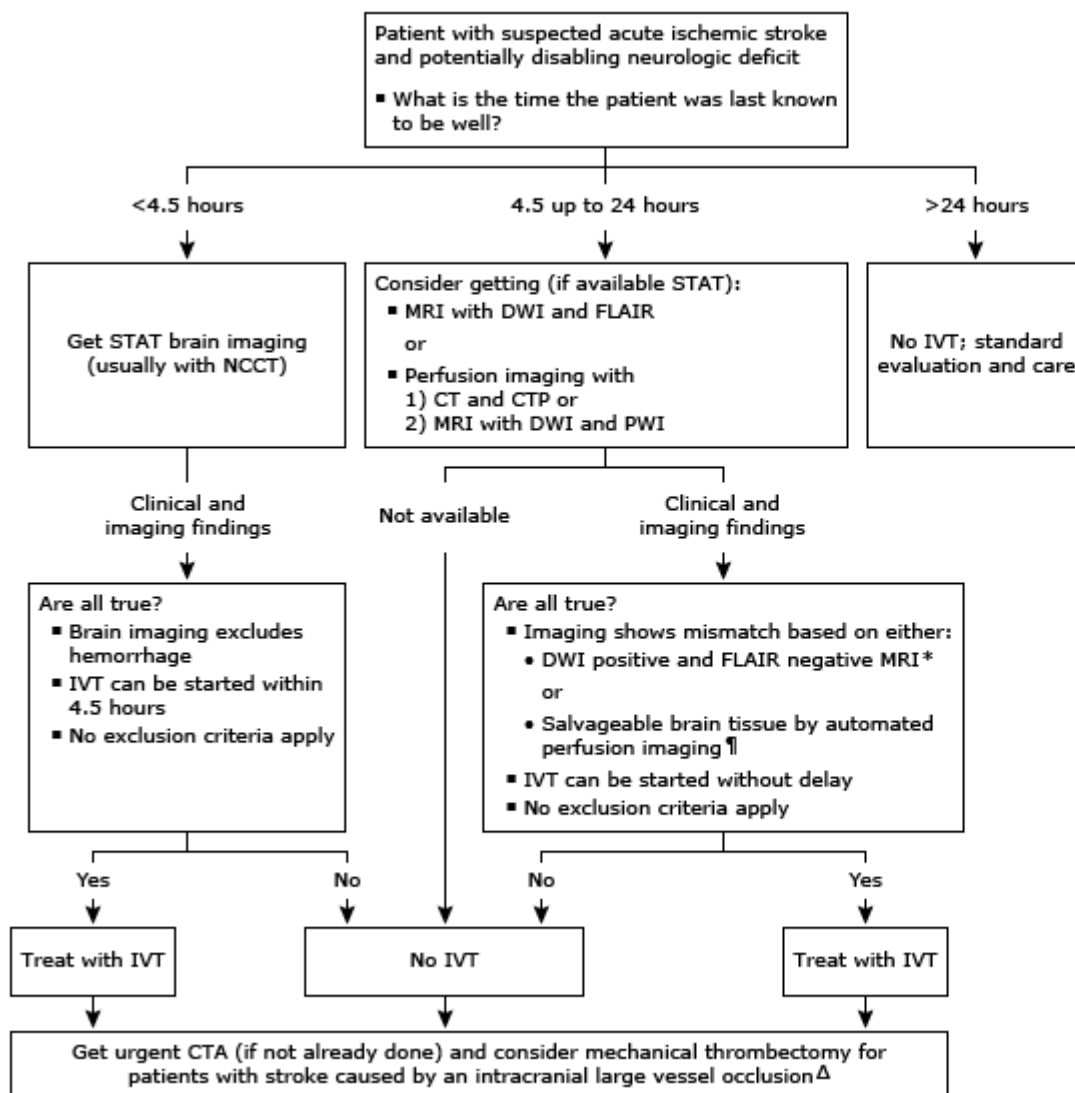 Patient with suspected acute ischemic stroke
and potentially disabling neurologic deficit
▪ What is the time the patient was last known
to be well?
<4.5 hours
4.5 up to 24 hours
>24 hours
Get STAT brain imaging
(usually with NCCT)
Consider getting (if available STAT):
▪ MRI with DWI and FLAIR
or
▪ Perfusion imaging with
1) CT and CTP or
2) MRI with DWI and PWI
No IVT; standard
evaluation and care
Clinical and
imaging findings
Not available
Clinical and
imaging findings
Are all true?
▪ Brain imaging excludes
hemorrhage
▪ IVT can be started within
4.5 hours
▪ No exclusion criteria apply
Are all true?
▪ Imaging shows mismatch based on either:
• DWI positive and FLAIR negative MRI*
or
• Salvageable brain tissue by automated
perfusion imaging¶
▪ IVT can be started without delay
▪ No exclusion criteria apply
Yes
No
No
Yes
Treat with IVT
No IVT
Treat with IVT
Get urgent CTA (if not already done) and consider mechanical thrombectomy for
patients with stroke caused by an intracranial large vessel occlusionΔ